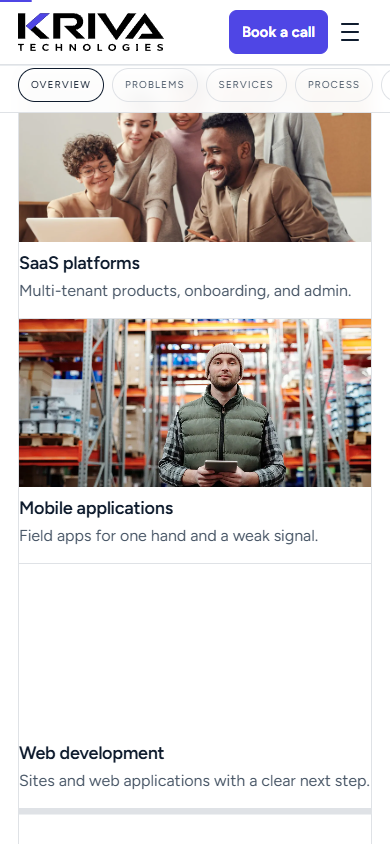 KRIVA
TECHNOLOGIES
Book a call
OVERVIEW
PROBLEMS
SERVICES
PROCESS
SaaS platforms
Multi-tenant products, onboarding, and admin.
Mobile applications
Field apps for one hand and a weak signal.
Web development
Sites and web applications with a clear next step.